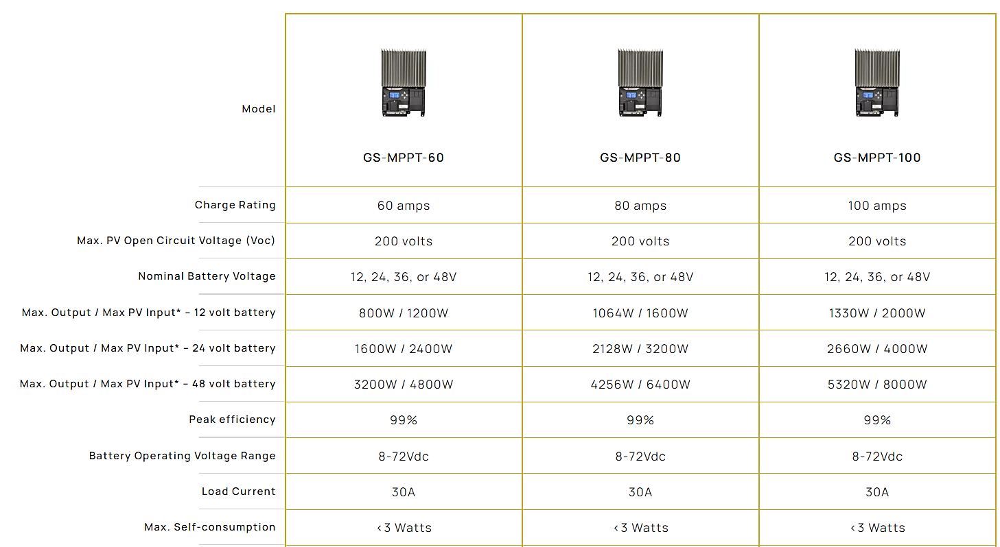 Model
GS-MPPT-60 GS-MPPT-80 GS-MPPT-100
Charge Rating 60 amps 80 amps 100 amps
Max. PV Open Circuit Voltage (Voc) 200 volts 200 volts 200 volts
Nominal Battery Voltage 12, 24, 36, or 48V 12, 24, 36, or 48V 12, 24, 36, or 48V
Max. Output / Max PV Input* – 12 volt battery 800W / 1200W 1064W / 1600W 1330W / 2000W
Max. Output / Max PV Input* – 24 volt battery 1600W / 2400W 2128W / 3200W 2660W / 4000W
Max. Output / Max PV Input* – 48 volt battery 3200W / 4800W 4256W / 6400W 5320W / 8000W
Peak efficiency 99% 99% 99%
Battery Operating Voltage Range 8-72Vdc 8-72Vdc 8-72Vdc
Load Current 30A 30A 30A
Max. Self-consumption <3 Watts <3 Watts <3 Watts